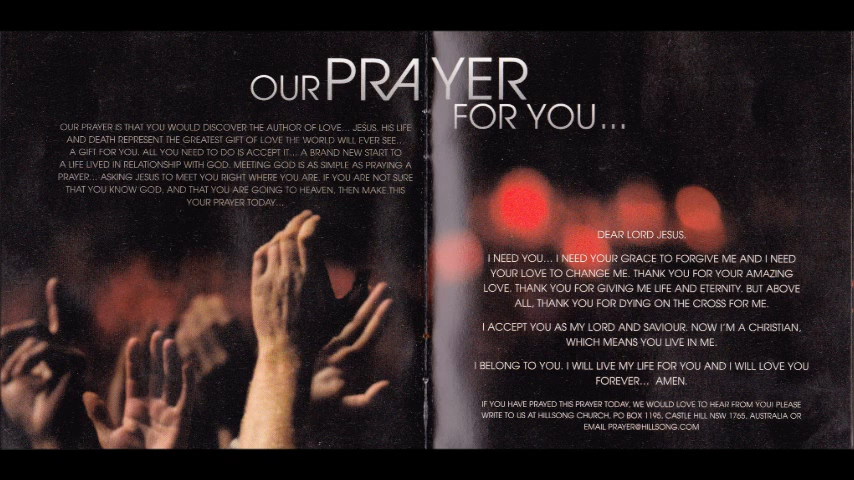 OUR PRAYER
FOR YOU...
OUR PRAYER IS THAT YOU WOULD DISCOVER THE AUTHOR OF LOVE... JESUS. HIS LIFE
AND DEATH REPRESENT THE GREATEST GIFT OF LOVE THE WORLD WILL EVER SEE...
A GIFT FOR YOU. ALL YOU NEED TO DO IS ACCEPT IT... A BRAND NEW START TO
A LIFE LIVED IN RELATIONSHIP WITH GOD. MEETING GOD IS AS SIMPLE AS PRAYING A
PRAYER... ASKING JESUS TO MEET YOU RIGHT WHERE YOU ARE. IF YOU ARE NOT SURE
THAT YOU KNOW GOD, AND THAT YOU ARE GOING TO HEAVEN, THEN MAKE THIS
YOUR PRAYER TODAY...
DEAR LORD JESUS,
I NEED YOU... I NEED YOUR GRACE TO FORGIVE ME AND I NEED
YOUR LOVE TO CHANGE ME. THANK YOU FOR YOUR AMAZING
LOVE. THANK YOU FOR GIVING ME LIFE AND ETERNITY. BUT ABOVE
ALL, THANK YOU FOR DYING ON THE CROSS FOR ME.
I ACCEPT YOU AS MY LORD AND SAVIOUR. NOW I'M A CHRISTIAN,
WHICH MEANS YOU LIVE IN ME.
I BELONG TO YOU. I WILL LIVE MY LIFE FOR YOU AND I WILL LOVE YOU
FOREVER... AMEN.
IF YOU HAVE PRAYED THIS PRAYER TODAY, WE WOULD LOVE TO HEAR FROM YOU! PLEASE
WRITE TO US AT HILLSONG CHURCH, PO BOX 1195, CASTLE HILL NSW 1765, AUSTRALIA OR
EMAIL PRAYER@HILLSONG.COM